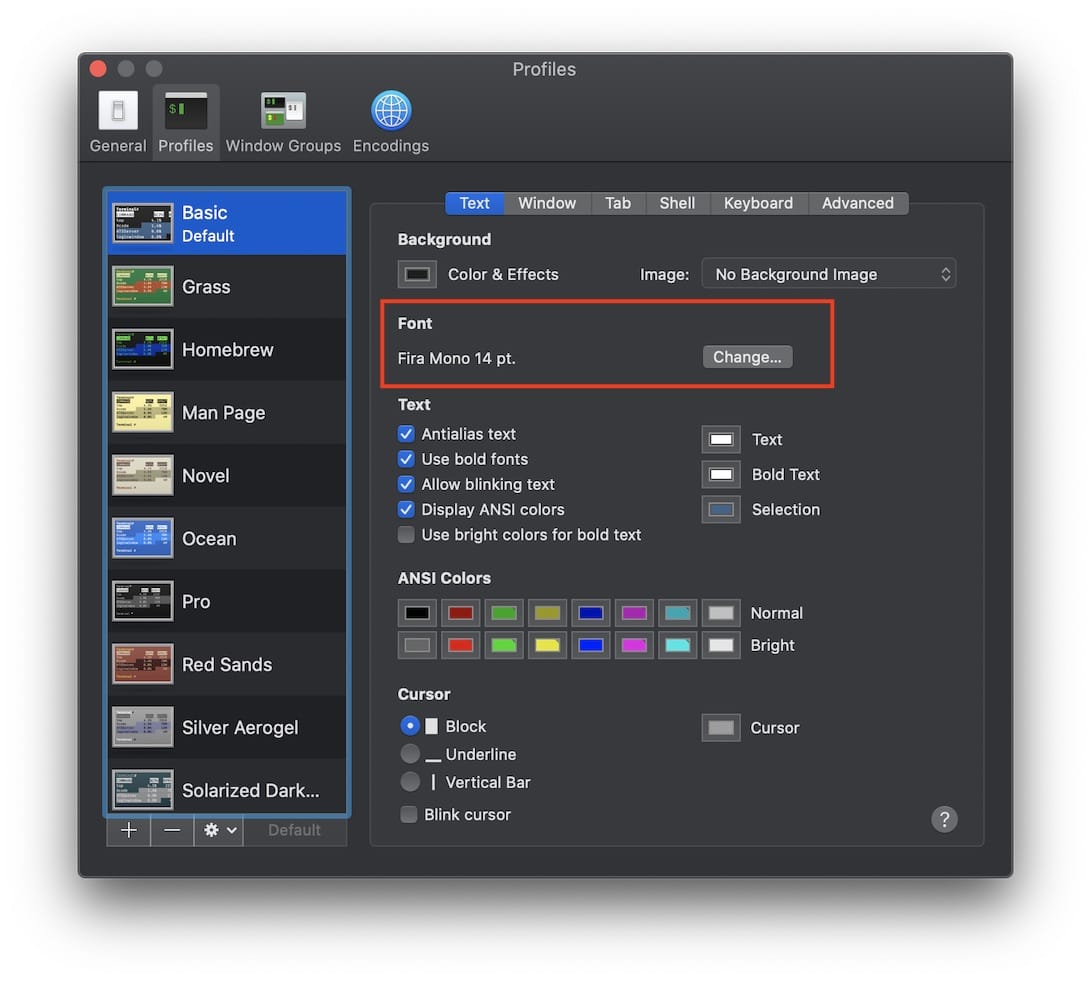 Profiles
General Profiles Window Groups Encodings
Basic
Default
Grass
Homebrew
Man Page
Novel
Ocean
Pro
Red Sands
Silver Aerogel
Solarized Dark...
Default
Text Window Tab Shell Keyboard Advanced
Background
Color & Effects Image: No Background Image
Font
Fira Mono 14 pt. Change...
Text
Antialias text
Use bold fonts
Allow blinking text
Display ANSI colors
Use bright colors for bold text
Text
Bold Text
Selection
ANSI Colors
Normal
Bright
Cursor
Block
Underline
Vertical Bar
Blink cursor
Cursor
?